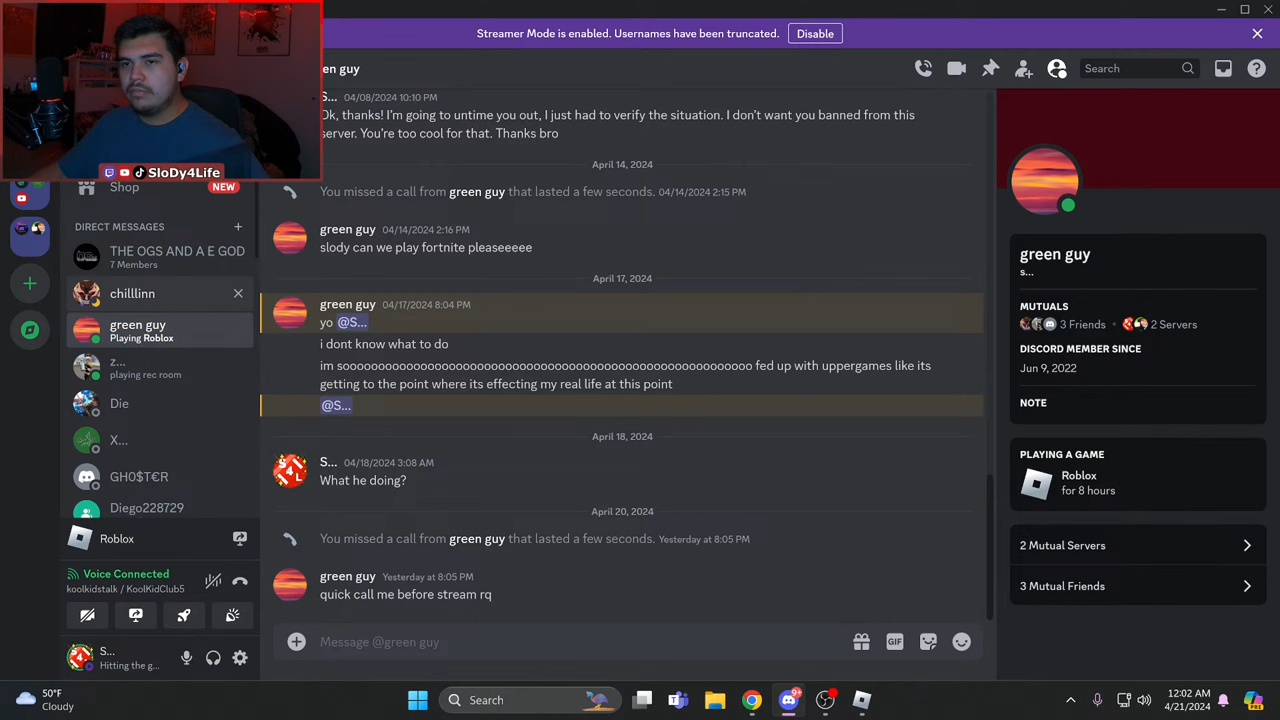 Streamer Mode is enabled. Usernames have been truncated.
Disable
en guy
Search
S... 04/08/2024 10:10 PM
Ok, thanks! I'm going to untime you out, I just had to verify the situation. I don't want you banned from this
server. You're too cool for that. Thanks bro
April 14, 2024
You missed a call from green guy that lasted a few seconds. 04/14/2024 2:15 PM
green guy 04/14/2024 2:16 PM
slody can we play fortnite pleaseeeee
April 17, 2024
green guy 04/17/2024 8:04 PM
yo @S...
i dont know what to do
im soooooooooooooooooooooooooooooooooooooooooooooooooooooo fed up with uppergames like its
getting to the point where its effecting my real life at this point
@S...
April 18, 2024
S... 04/18/2024 3:08 AM
What he doing?
April 20, 2024
You missed a call from green guy that lasted a few seconds. Yesterday at 8:05 PM
green guy Yesterday at 8:05 PM
quick call me before stream rq
Message @green guy
GIF
SloDy4Life
Shop
NEW
DIRECT MESSAGES
THE OGS AND A E GOD
7 Members
chilllinn
green guy
Playing Roblox
z...
playing rec room
Die
X...
GH0$T€R
Diego228729
Roblox
Voice Connected
koolkidstalk / KoolKidClub5
S...
Hitting the g...
green guy
s...
MUTUALS
3 Friends
2 Servers
DISCORD MEMBER SINCE
Jun 9, 2022
NOTE
PLAYING A GAME
Roblox
for 8 hours
2 Mutual Servers
3 Mutual Friends
50°F
Cloudy
Search
9+
12:02 AM
4/21/2024